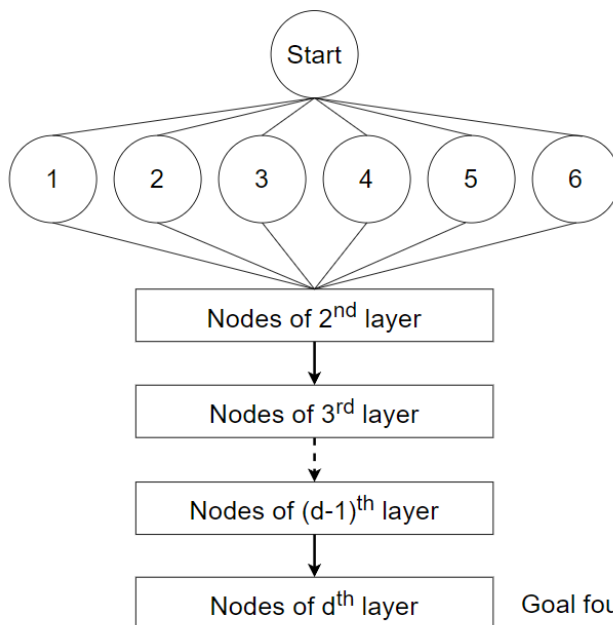 Start
1 2 3 4 5 6
Nodes of 2nd layer
Nodes of 3rd layer
Nodes of (d-1)th layer
Nodes of dth layer Goal fou